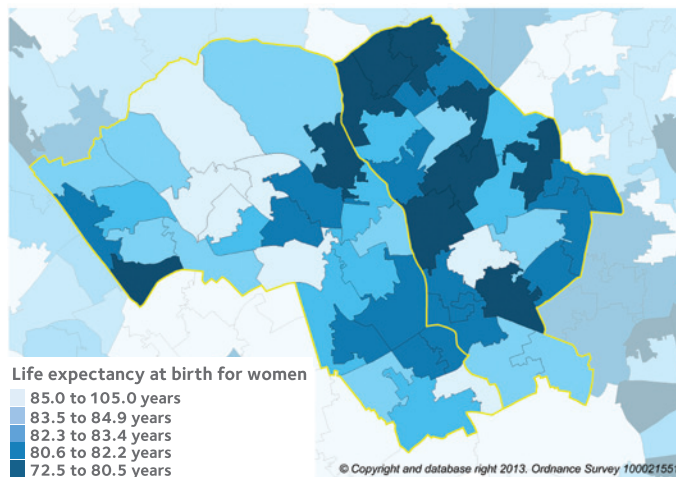 Life expectancy at birth for women
85.0 to 105.0 years
83.5 to 84.9 years
82.3 to 83.4 years
80.6 to 82.2 years
72.5 to 80.5 years
© Copyright and database right 2013. Ordnance Survey 100021551